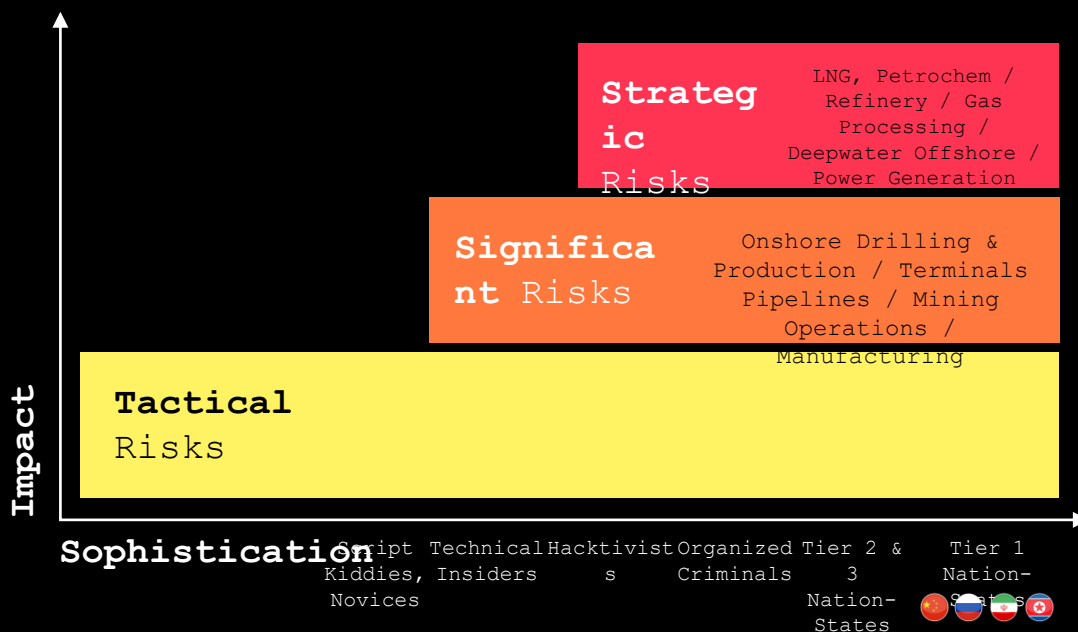 Strateg
ic
Risks
LNG, Petrochem /
Refinery / Gas
Processing /
Deepwater Offshore /
Power Generation
Significa
nt Risks
Onshore Drilling &
Production / Terminals
Pipelines / Mining
Operations /
Manufacturing
Tactical
Risks
Impact
Sophistication
Script
Kiddies,
Novices
Technical
Insiders
Hacktivist
s
Organized
Criminals
Tier 2 &
3
Nation-
States
Tier 1
Nation-
States